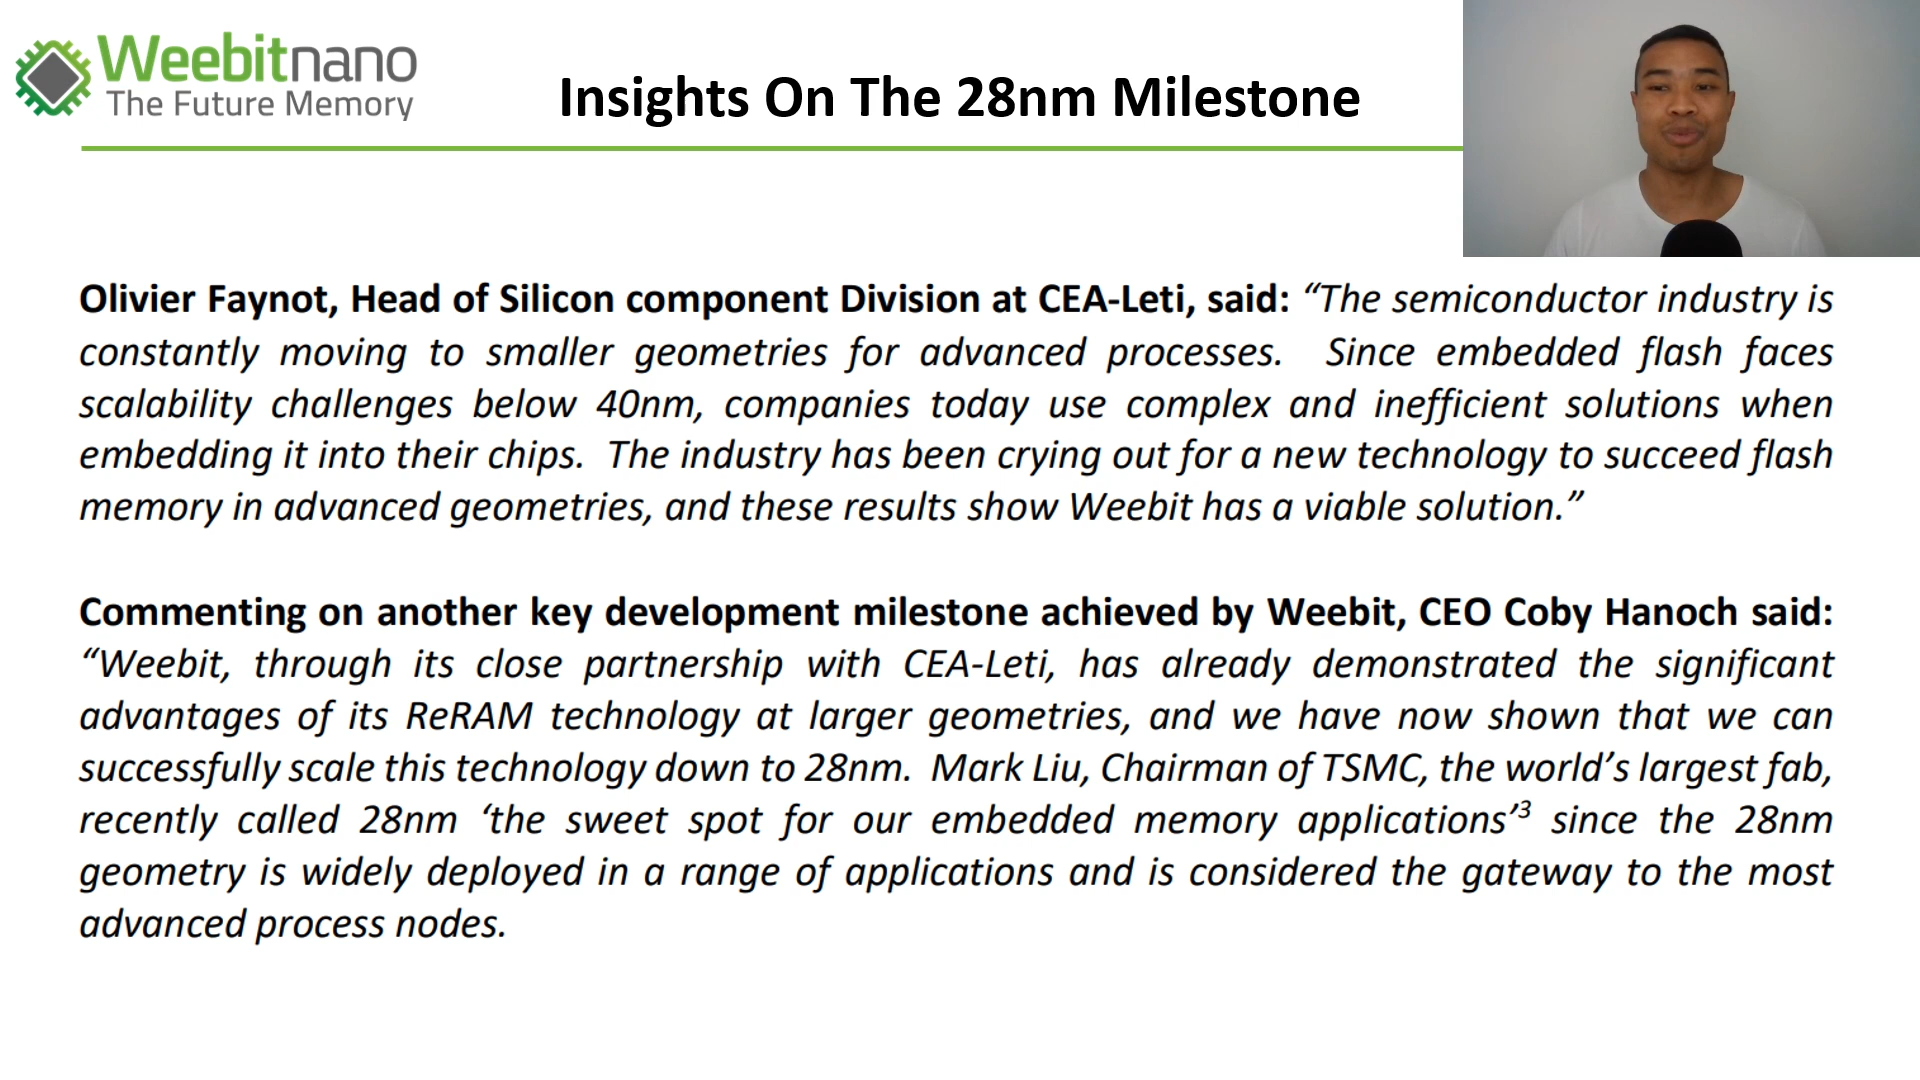 Weebitnano
The Future Memory
Insights On The 28nm Milestone
Olivier Faynot, Head of Silicon component Division at CEA-Leti, said: “The semiconductor industry is
constantly moving to smaller geometries for advanced processes.  Since embedded flash faces
scalability challenges below 40nm, companies today use complex and inefficient solutions when
embedding it into their chips.  The industry has been crying out for a new technology to succeed flash
memory in advanced geometries, and these results show Weebit has a viable solution.”
Commenting on another key development milestone achieved by Weebit, CEO Coby Hanoch said:
“Weebit, through its close partnership with CEA-Leti, has already demonstrated the significant
advantages of its ReRAM technology at larger geometries, and we have now shown that we can
successfully scale this technology down to 28nm.  Mark Liu, Chairman of TSMC, the world’s largest fab,
recently called 28nm ‘the sweet spot for our embedded memory applications’³ since the 28nm
geometry is widely deployed in a range of applications and is considered the gateway to the most
advanced process nodes.